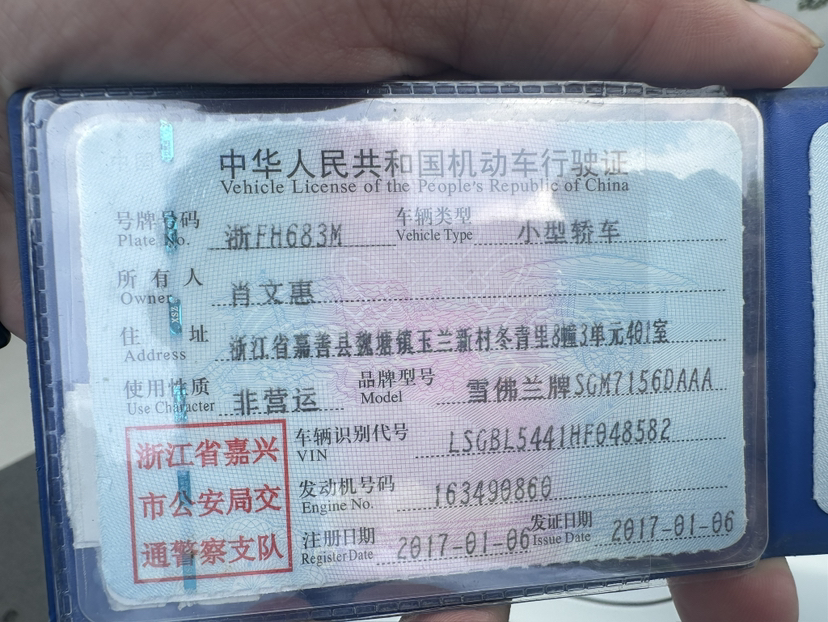 中华人民共和国机动车行驶证
Vehicle License of the People's Republic of China
号牌号码 浙FH683M 车辆类型 小型轿车
Plate No. Vehicle Type
所有人 肖文惠
Owner
住址 浙江省嘉善县魏塘镇玉兰新村冬青里8幢3单元401室
Address
使用性质 非营运 品牌型号 雪佛兰牌SGM7156DAAA
Use Character Model
浙江省嘉兴
市公安局交
通警察支队
车辆识别代号 LSGBL5441HF048582
VIN
发动机号码 163490860
Engine No.
注册日期 2017-01-06 发证日期 2017-01-06
Register Date Issue Date